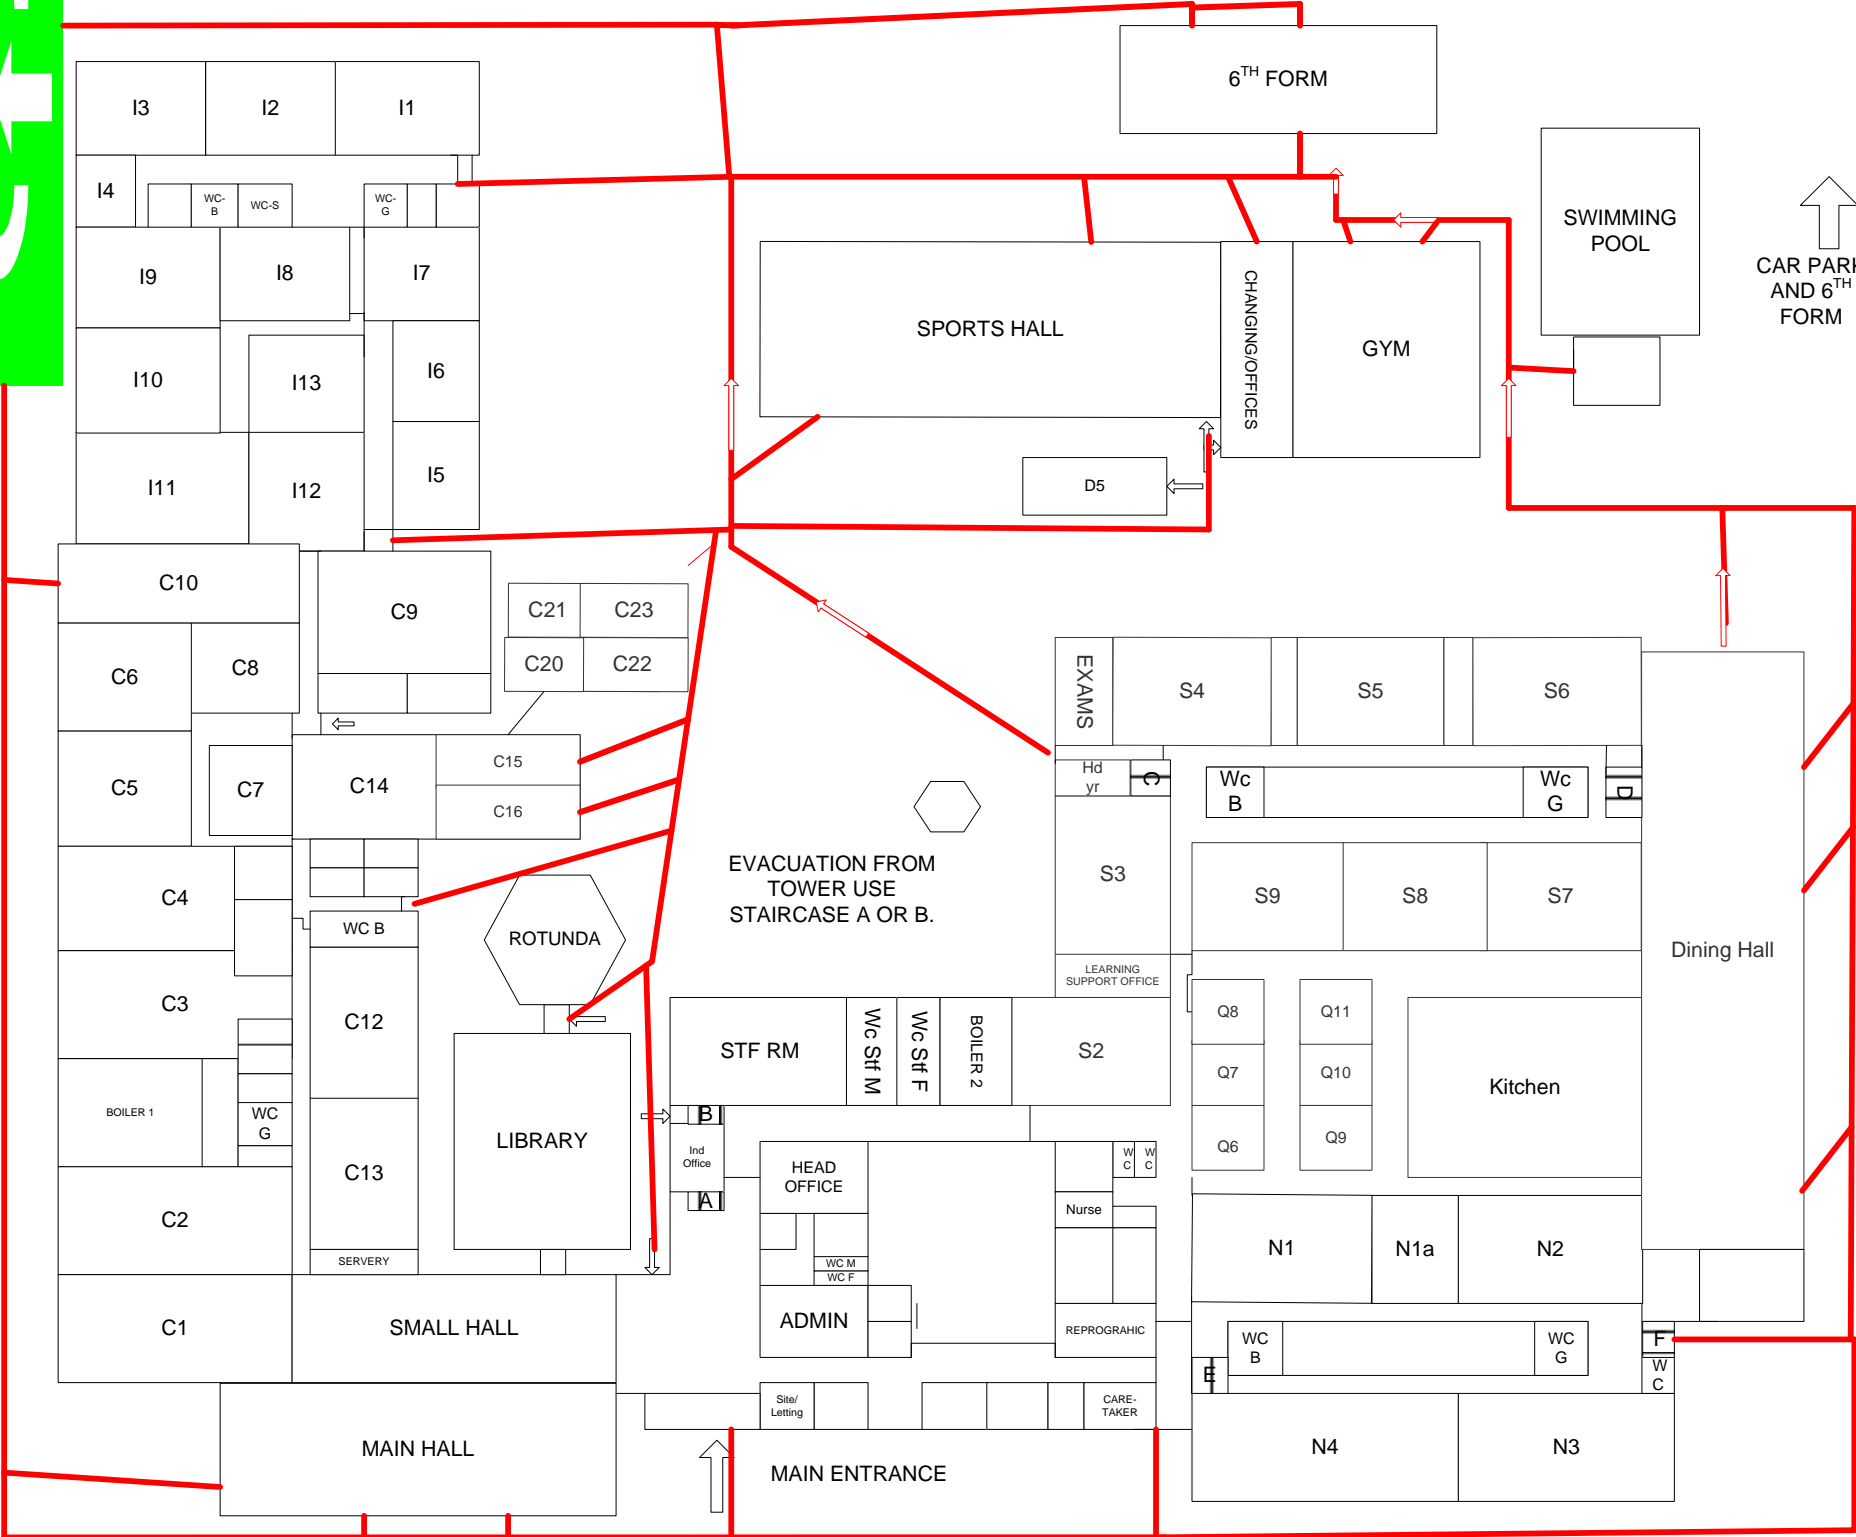 6TH FORM
I3
I2
I1
I4
WC-
B
WC-S
WC-
G
SWIMMING
POOL
CAR PARK
AND 6TH
FORM
I9
I8
I7
SPORTS HALL
CHANGING/OFFICES
GYM
I10
I13
I6
I11
I12
I5
D5
C10
C9
C21
C23
C20
C22
C6
C8
EXAMS
S4
S5
S6
C5
C7
C14
C15
C16
Hd
yr
C
Wc
B
Wc
G
D
EVACUATION FROM
TOWER USE
STAIRCASE A OR B.
S3
S9
S8
S7
C4
WC B
ROTUNDA
Dining Hall
LEARNING
SUPPORT OFFICE
C3
C12
Q8
Q11
STF RM
Wc Stf M
Wc Stf F
BOILER 2
S2
Q7
Q10
Kitchen
BOILER 1
WC
G
LIBRARY
B
Ind
Office
A
HEAD
OFFICE
W
C
W
C
Q6
Q9
C13
C2
Nurse
N1
N1a
N2
SERVERY
WC M
WC F
C1
SMALL HALL
ADMIN
REPROGRAHIC
WC
B
WC
G
F
W
C
E
Site/
Letting
CARE-
TAKER
MAIN HALL
MAIN ENTRANCE
N4
N3